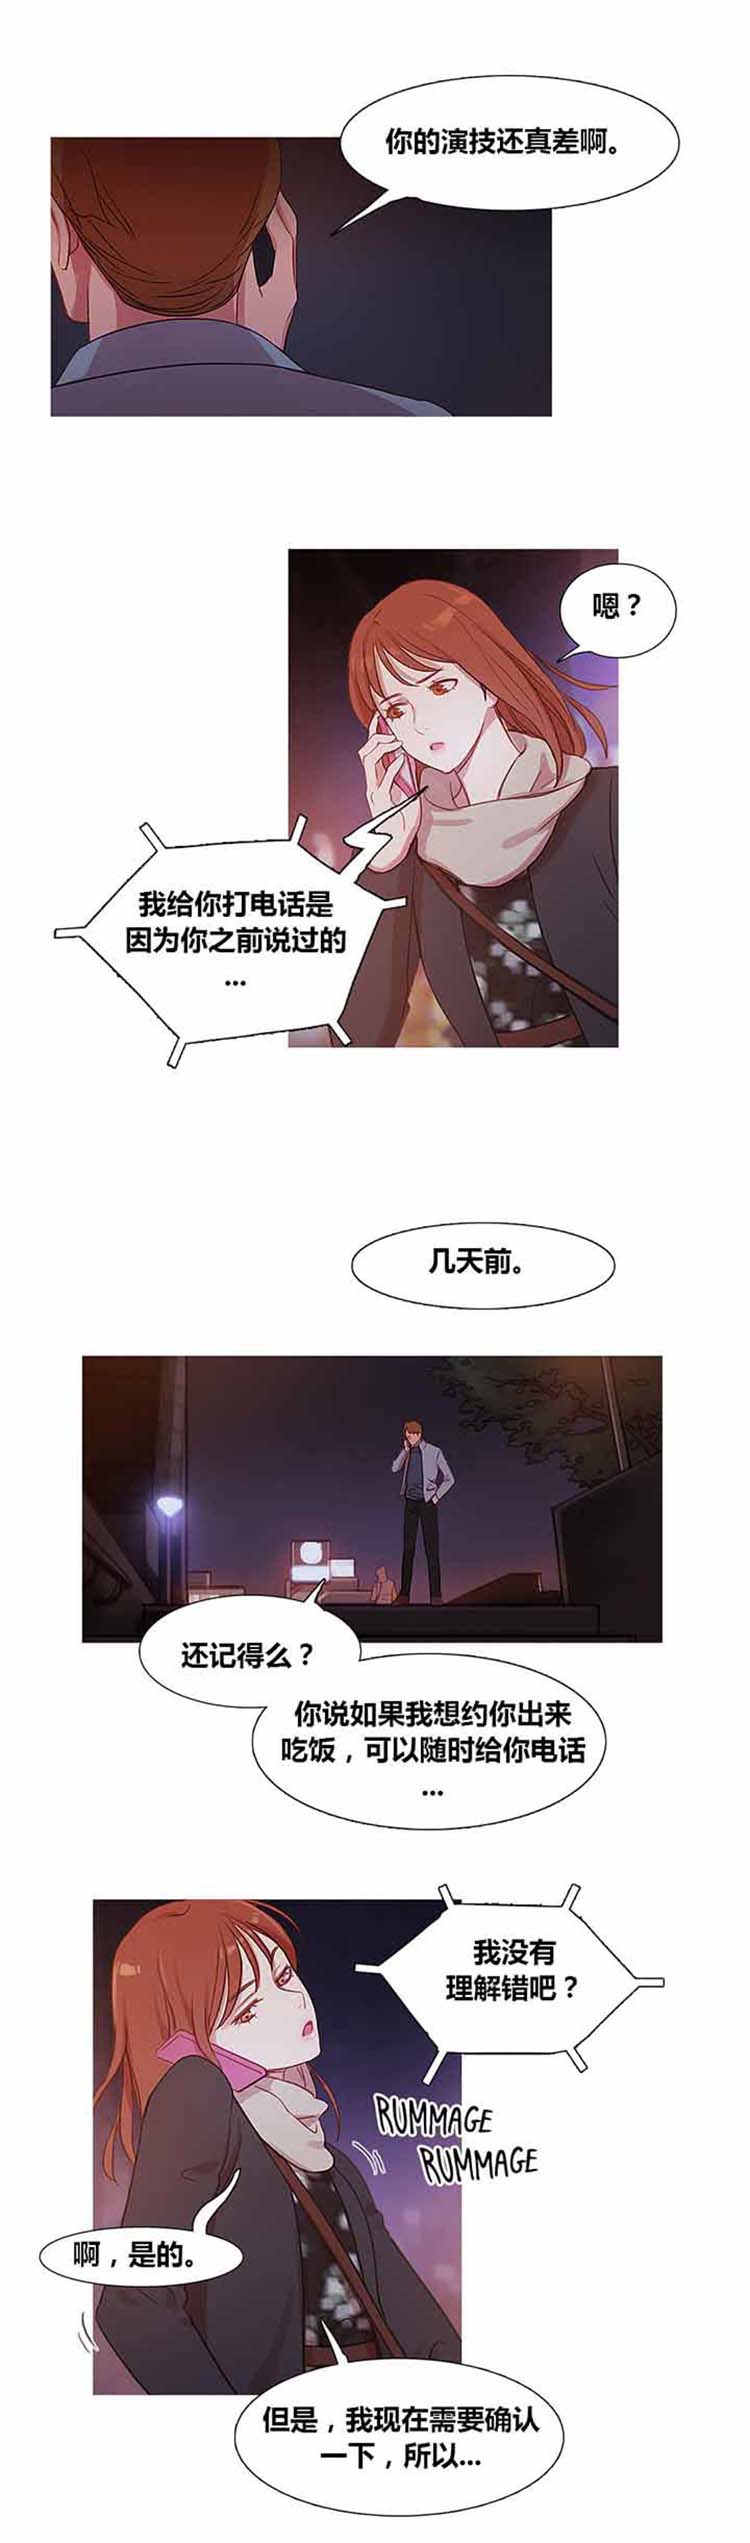 你的演技还真差啊。
嗯？
我给你打电话是
因为你之前说过的
...
几天前。
还记得么？
你说如果我想约你出来
吃饭，可以随时给你电话
...
我没有
理解错吧？
RUMMAGE
RUMMAGE
啊，是的。
但是，我现在需要确认
一下，所以...